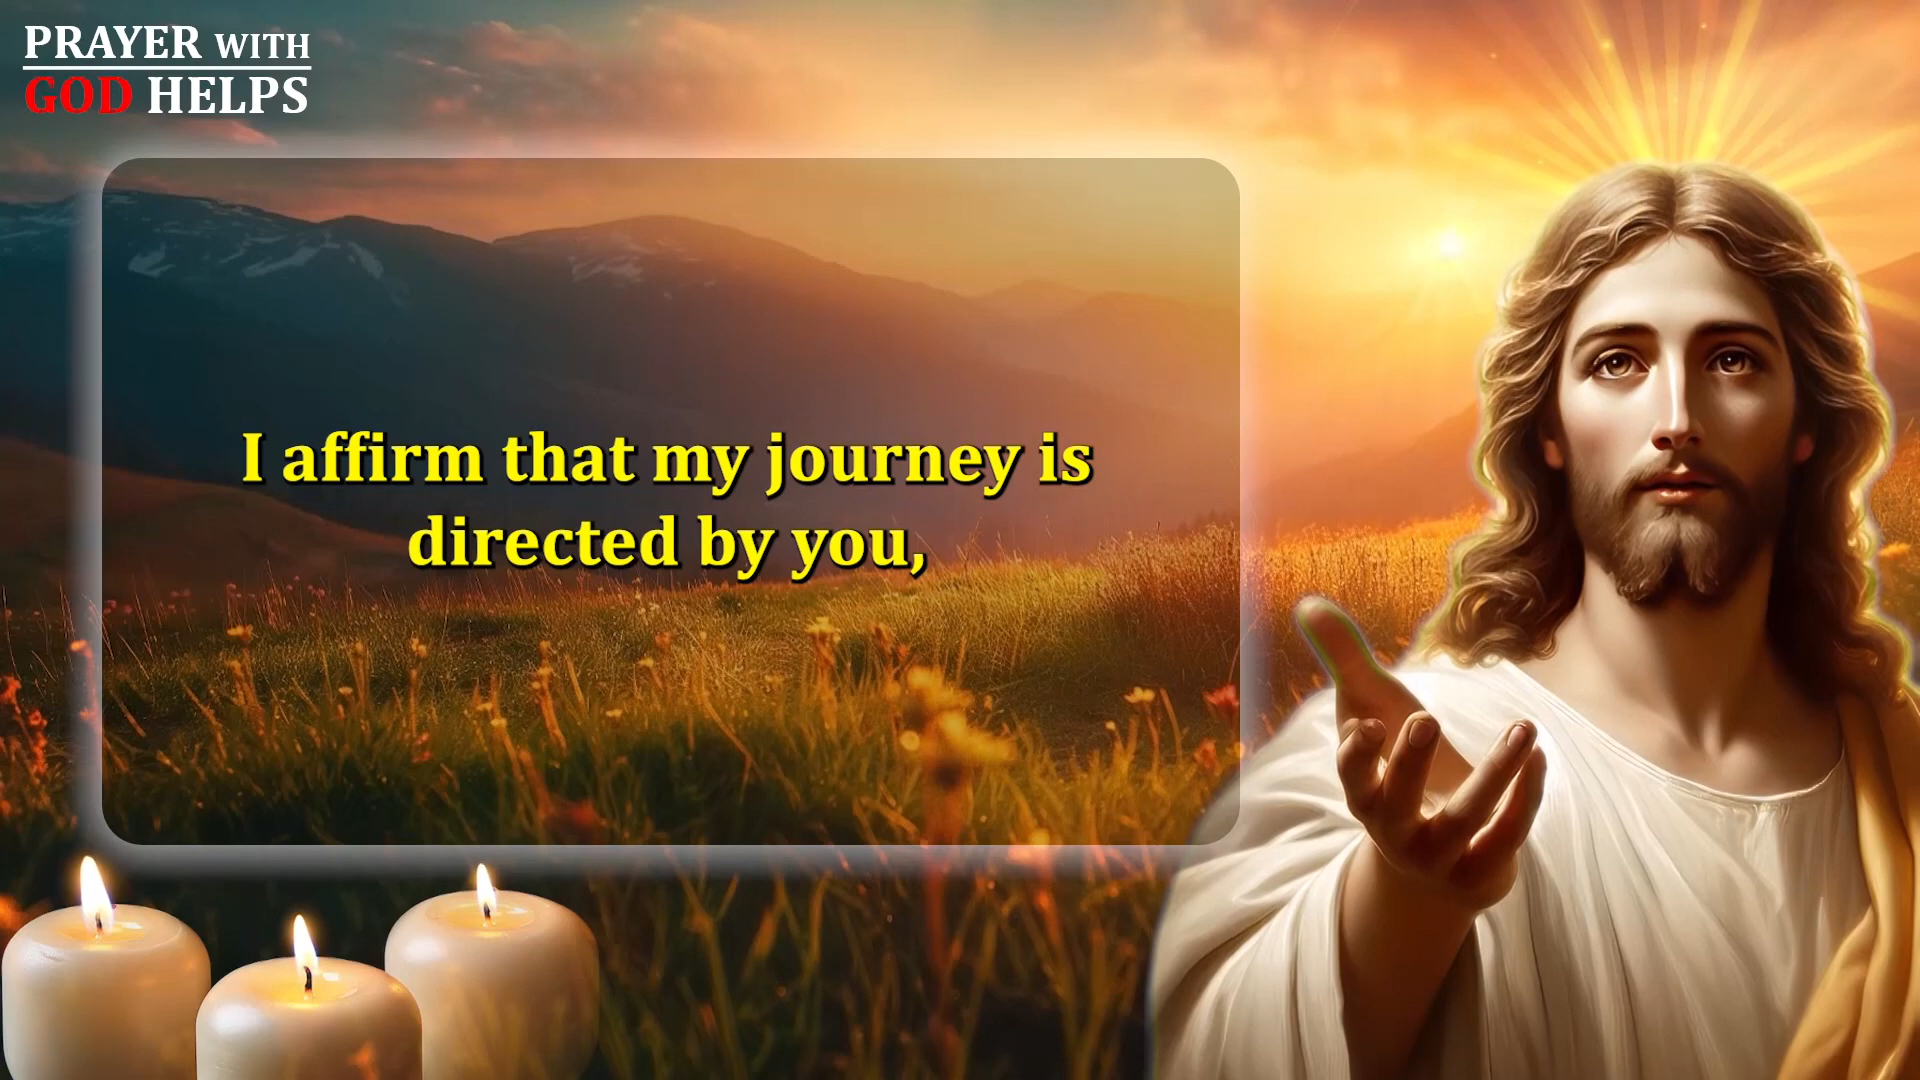 PRAYER WITH
GOD HELPS
I affirm that my journey is
directed by you,